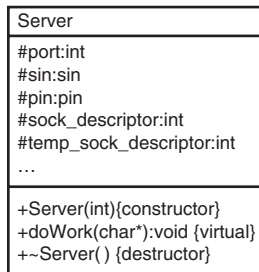 Server
#port:int
#sin:sin
#pin:pin
#sock_descriptor:int
#temp_sock_descriptor:int
…
+Server(int){constructor}
+doWork(char*):void {virtual}
+~Server( ) {destructor}